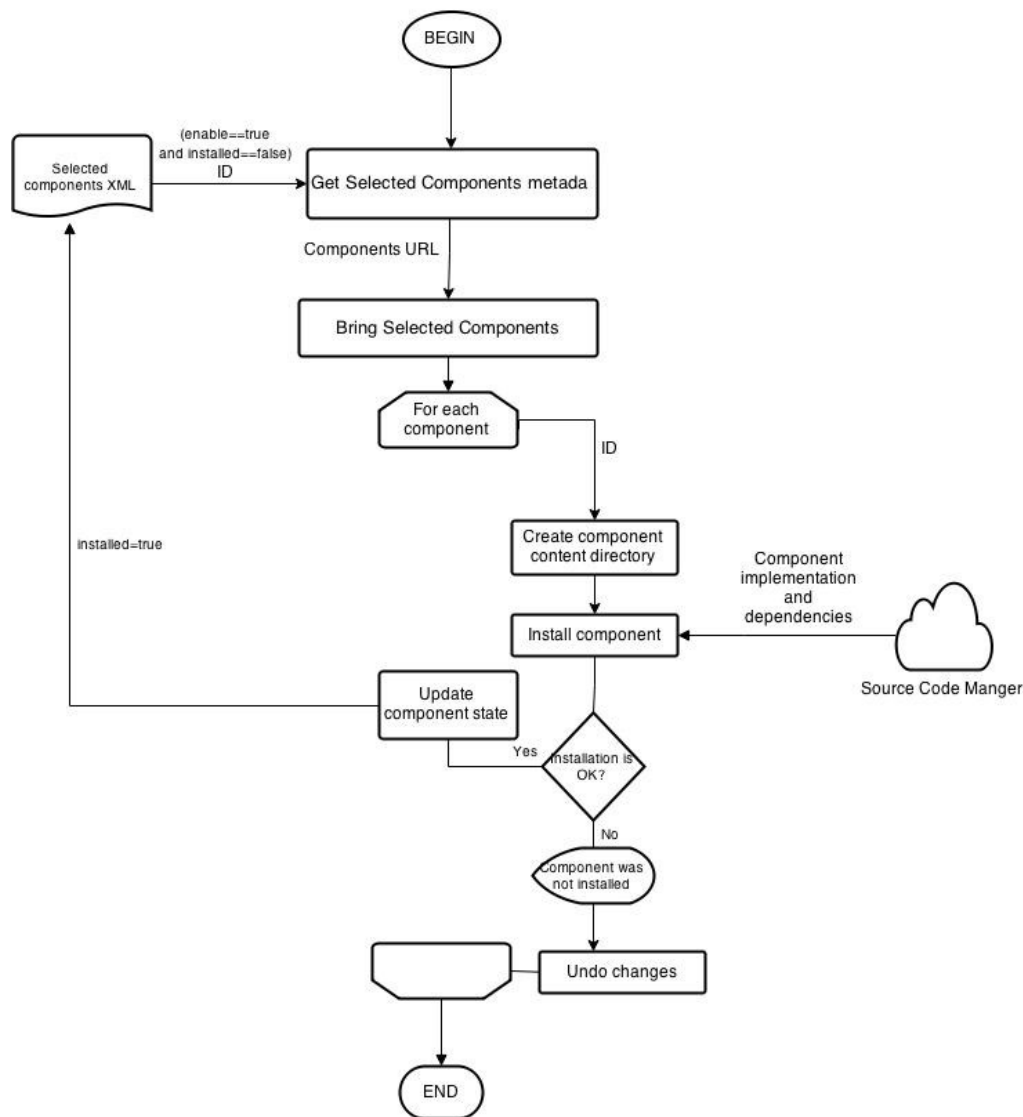 BEGIN
(enable==true
and installed==false)
ID
Selected
components XML
Get Selected Components metada
Components URL
Bring Selected Components
For each
component
ID
installed=true
Create component
content directory
Component
implementation
and
dependencies
Install component
Source Code Manger
Update
component state
Yes
Installation is
OK?
No
Component was
not installed
Undo changes
END